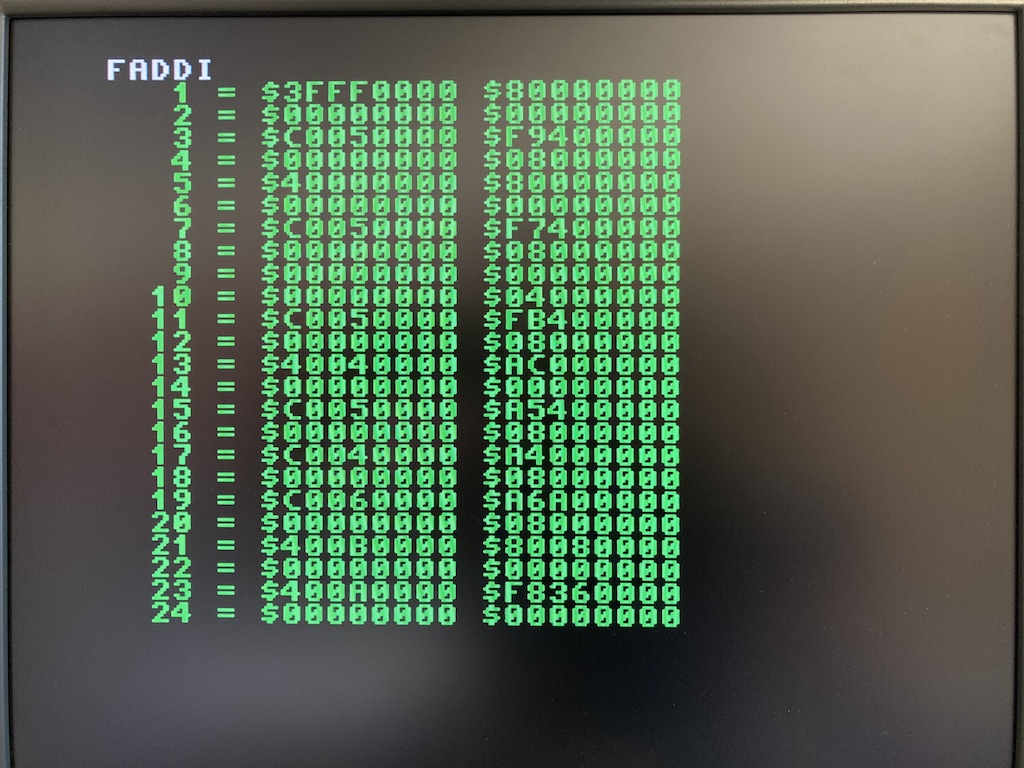 FADDI
1 = $3FFF0000 $80000000
2 = $00000000 $00000000
3 = $C0050000 $F9400000
4 = $00000000 $08000000
5 = $40000000 $80000000
6 = $00000000 $00000000
7 = $C0050000 $F7400000
8 = $00000000 $08000000
9 = $00000000 $00000000
10 = $00000000 $04000000
11 = $C0050000 $FB400000
12 = $00000000 $08000000
13 = $40040000 $AC000000
14 = $00000000 $00000000
15 = $C0050000 $A5400000
16 = $00000000 $08000000
17 = $C0040000 $A4000000
18 = $00000000 $08000000
19 = $C0060000 $A6A00000
20 = $00000000 $08000000
21 = $400B0000 $80080000
22 = $00000000 $00000000
23 = $400A0000 $F8360000
24 = $00000000 $00000000